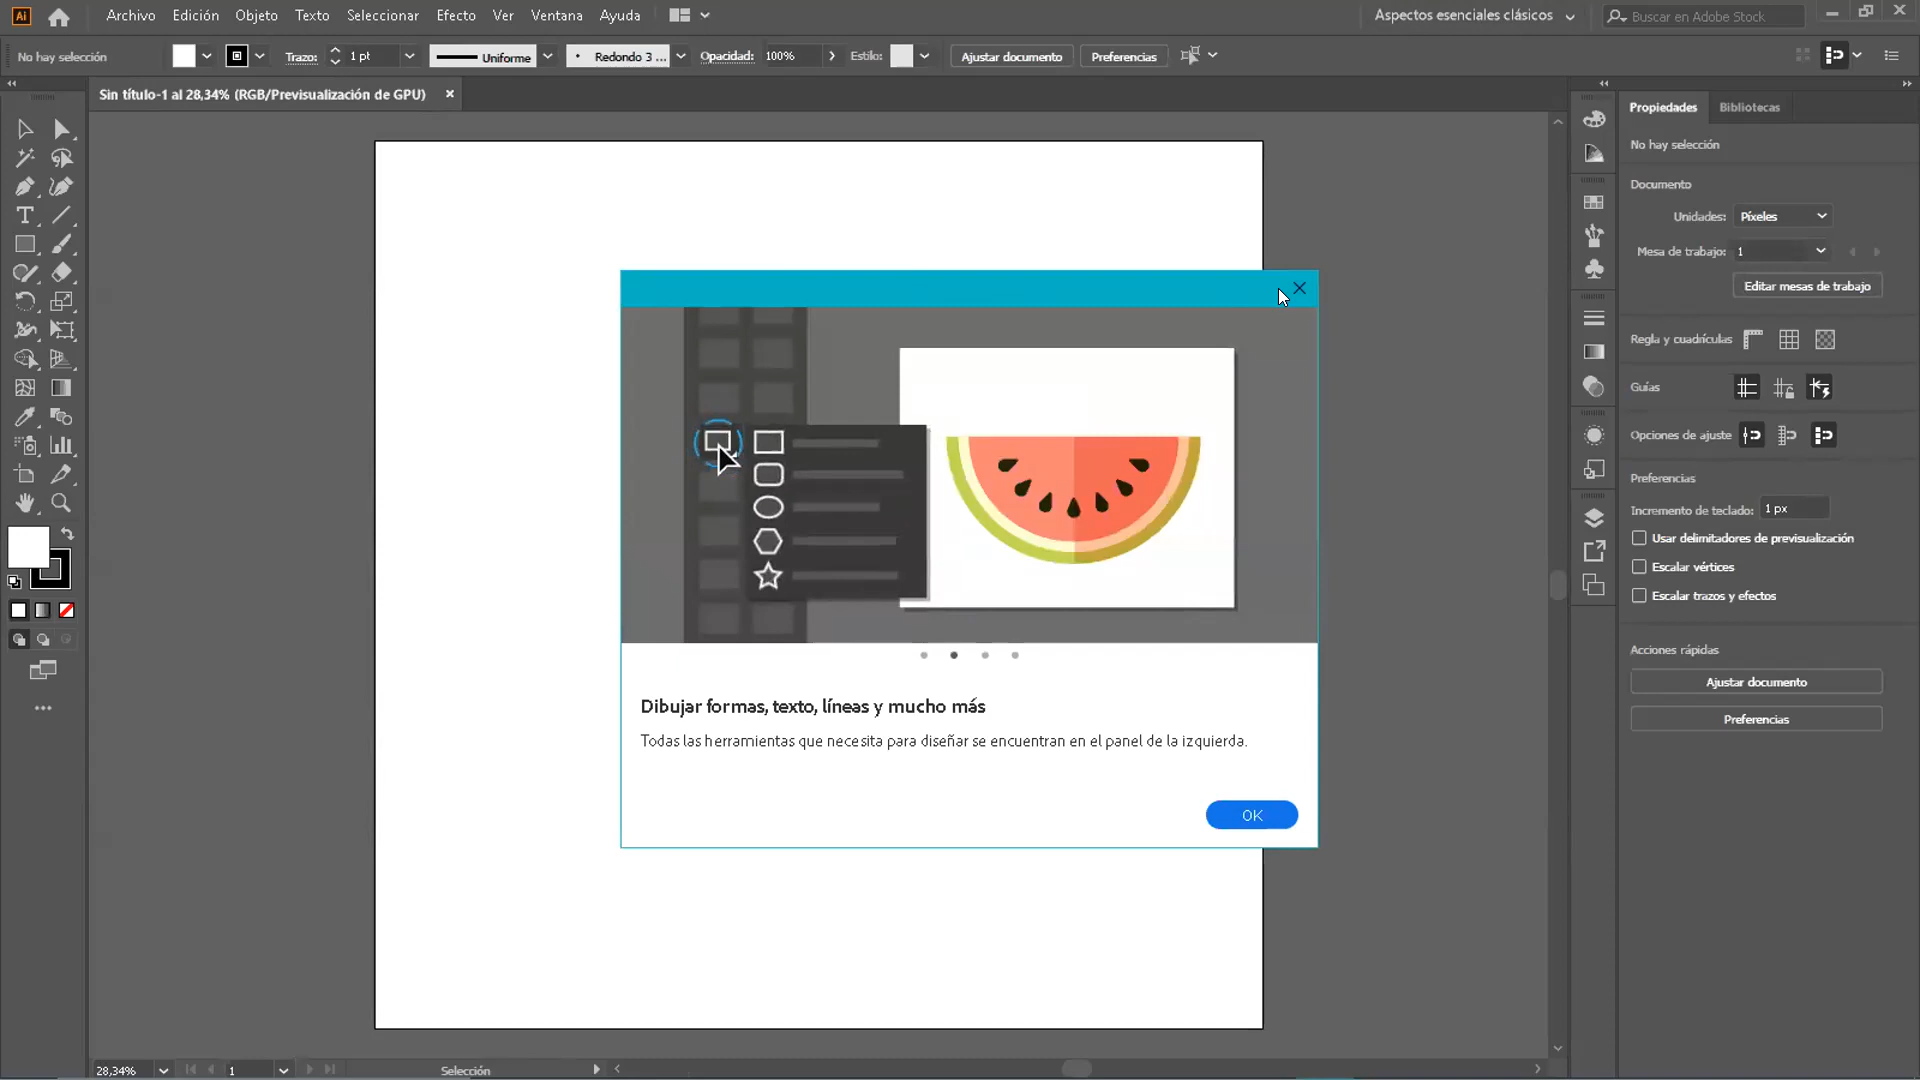 Ai Archivo Edición Objeto Texto Seleccionar Efecto Ver Ventana Ayuda Aspectos esenciales clásicos Buscar en Adobe Stock
No hay selección Trazo: 1 pt Uniforme Redondo 3 ... Opacidad: 100% Estilo: Ajustar documento Preferencias
Sin título-1 al 28,34% (RGB/Previsualización de GPU)
Propiedades Bibliotecas
No hay selección
Documento
Unidades: Píxeles
Mesa de trabajo: 1
Editar mesas de trabajo
Regla y cuadrículas
Guías
Opciones de ajuste
Preferencias
Incremento de teclado: 1 px
Usar delimitadores de previsualización
Escalar vértices
Escalar trazos y efectos
Acciones rápidas
Ajustar documento
Preferencias
Dibujar formas, texto, líneas y mucho más
Todas las herramientas que necesita para diseñar se encuentran en el panel de la izquierda.
OK
28,34% 1 Selección